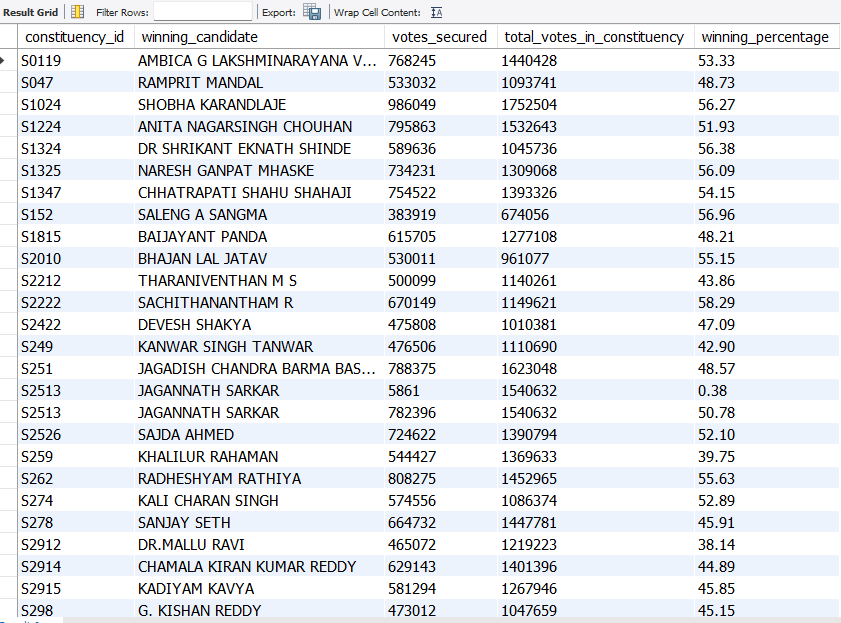 Result Grid Filter Rows: Export: Wrap Cell Content: IA
constituency_id winning_candidate votes_secured total_votes_in_constituency winning_percentage
S0119 AMBICA G LAKSHMINARAYANA V... 768245 1440428 53.33
S047 RAMPRIT MANDAL 533032 1093741 48.73
S1024 SHOBHA KARANDLAJE 986049 1752504 56.27
S1224 ANITA NAGARSINGH CHOUHAN 795863 1532643 51.93
S1324 DR SHRIKANT EKNATH SHINDE 589636 1045736 56.38
S1325 NARESH GANPAT MHASKE 734231 1309068 56.09
S1347 CHHATRAPATI SHAHU SHAHAJI 754522 1393326 54.15
S152 SALENG A SANGMA 383919 674056 56.96
S1815 BAIJAYANT PANDA 615705 1277108 48.21
S2010 BHAJAN LAL JATAV 530011 961077 55.15
S2212 THARANIVENTHAN M S 500099 1140261 43.86
S2222 SACHITHANANTHAM R 670149 1149621 58.29
S2422 DEVESH SHAKYA 475808 1010381 47.09
S249 KANWAR SINGH TANWAR 476506 1110690 42.90
S251 JAGADISH CHANDRA BARMA BAS... 788375 1623048 48.57
S2513 JAGANNATH SARKAR 5861 1540632 0.38
S2513 JAGANNATH SARKAR 782396 1540632 50.78
S2526 SAJDA AHMED 724622 1390794 52.10
S259 KHALILUR RAHAMAN 544427 1369633 39.75
S262 RADHESHYAM RATHIYA 808275 1452965 55.63
S274 KALI CHARAN SINGH 574556 1086374 52.89
S278 SANJAY SETH 664732 1447781 45.91
S2912 DR.MALLU RAVI 465072 1219223 38.14
S2914 CHAMALA KIRAN KUMAR REDDY 629143 1401396 44.89
S2915 KADIYAM KAVYA 581294 1267946 45.85
S298 G. KISHAN REDDY 473012 1047659 45.15